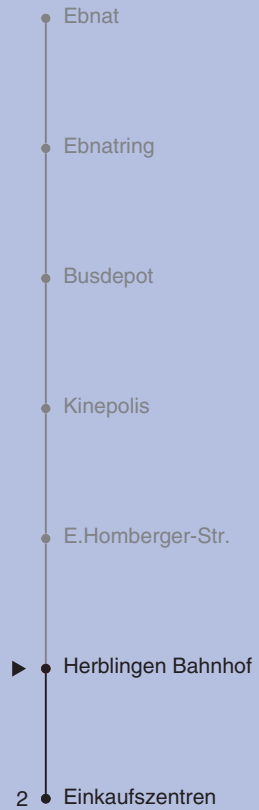 Ebnat
Ebnatring
Busdepot
Kinepolis
E.Homberger-Str.
Herblingen Bahnhof
2 Einkaufszentren